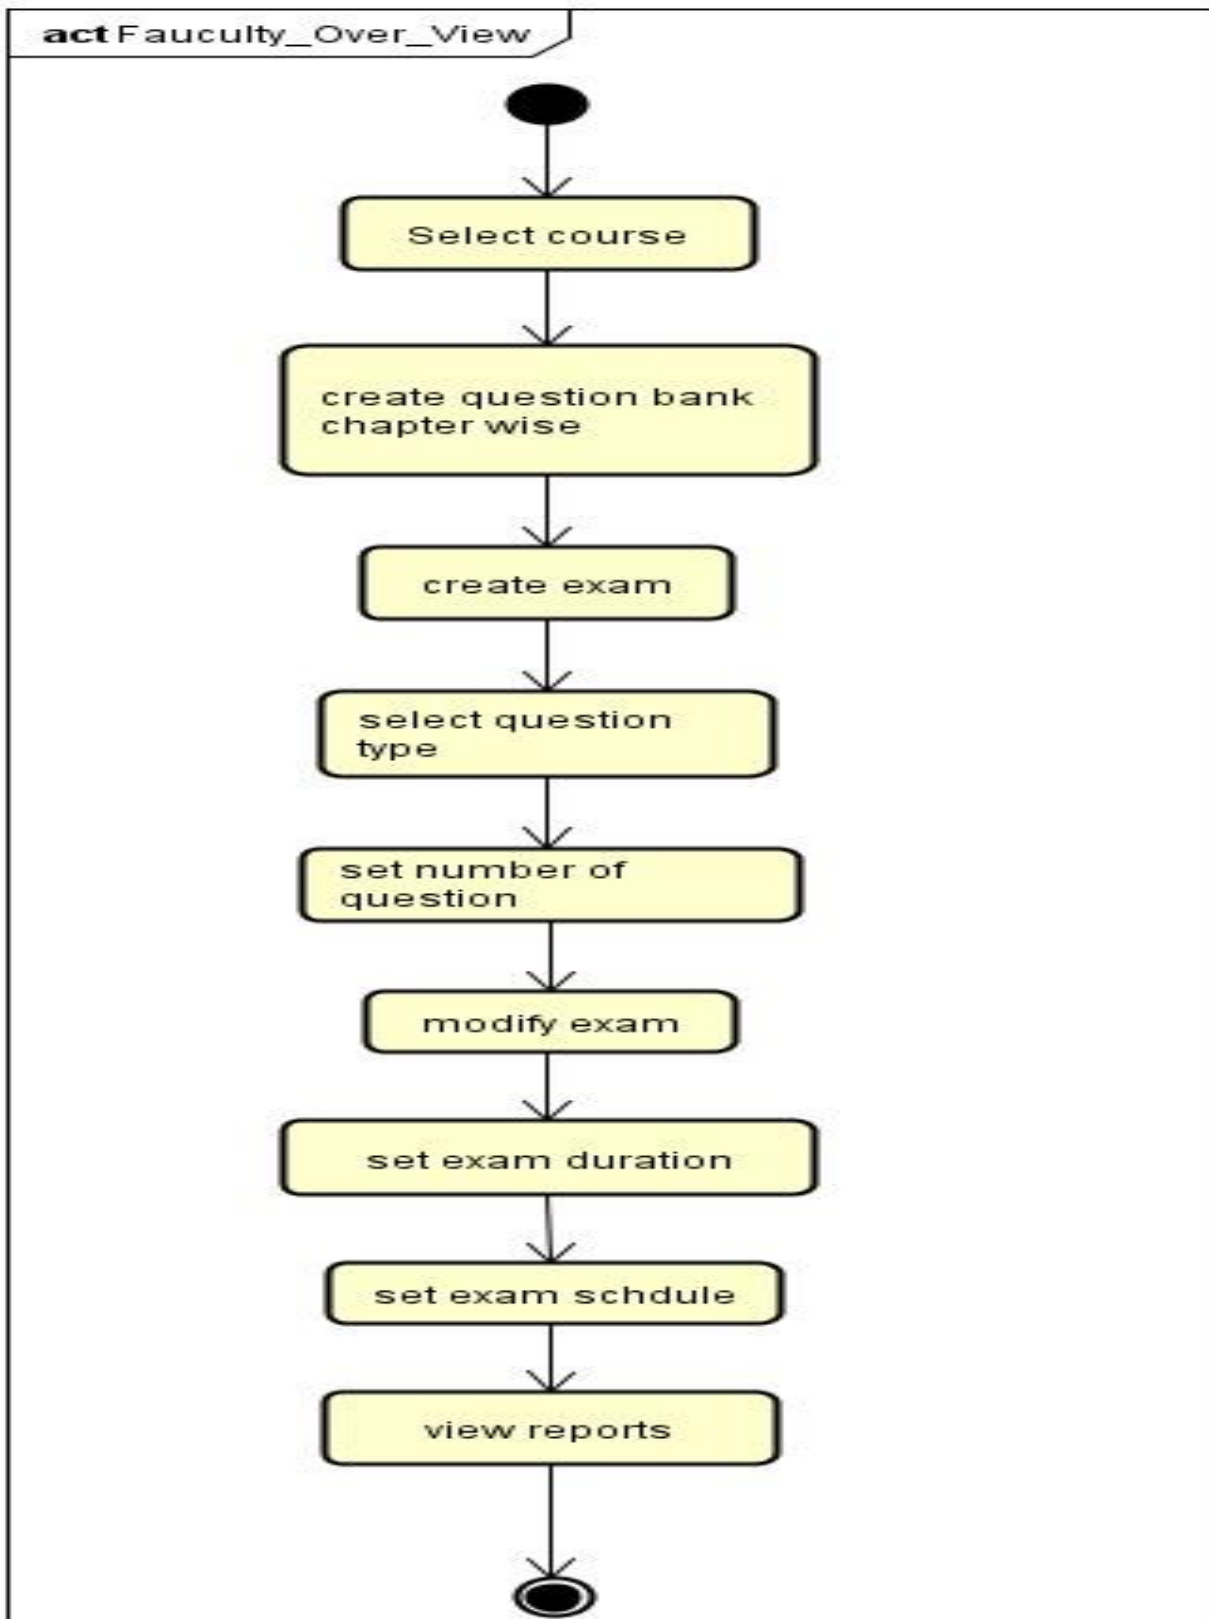 act Fauculty_Over_View
Select course
create question bank
chapter wise
create exam
select question
type
set number of
question
modify exam
set exam duration
set exam schdule
view reports